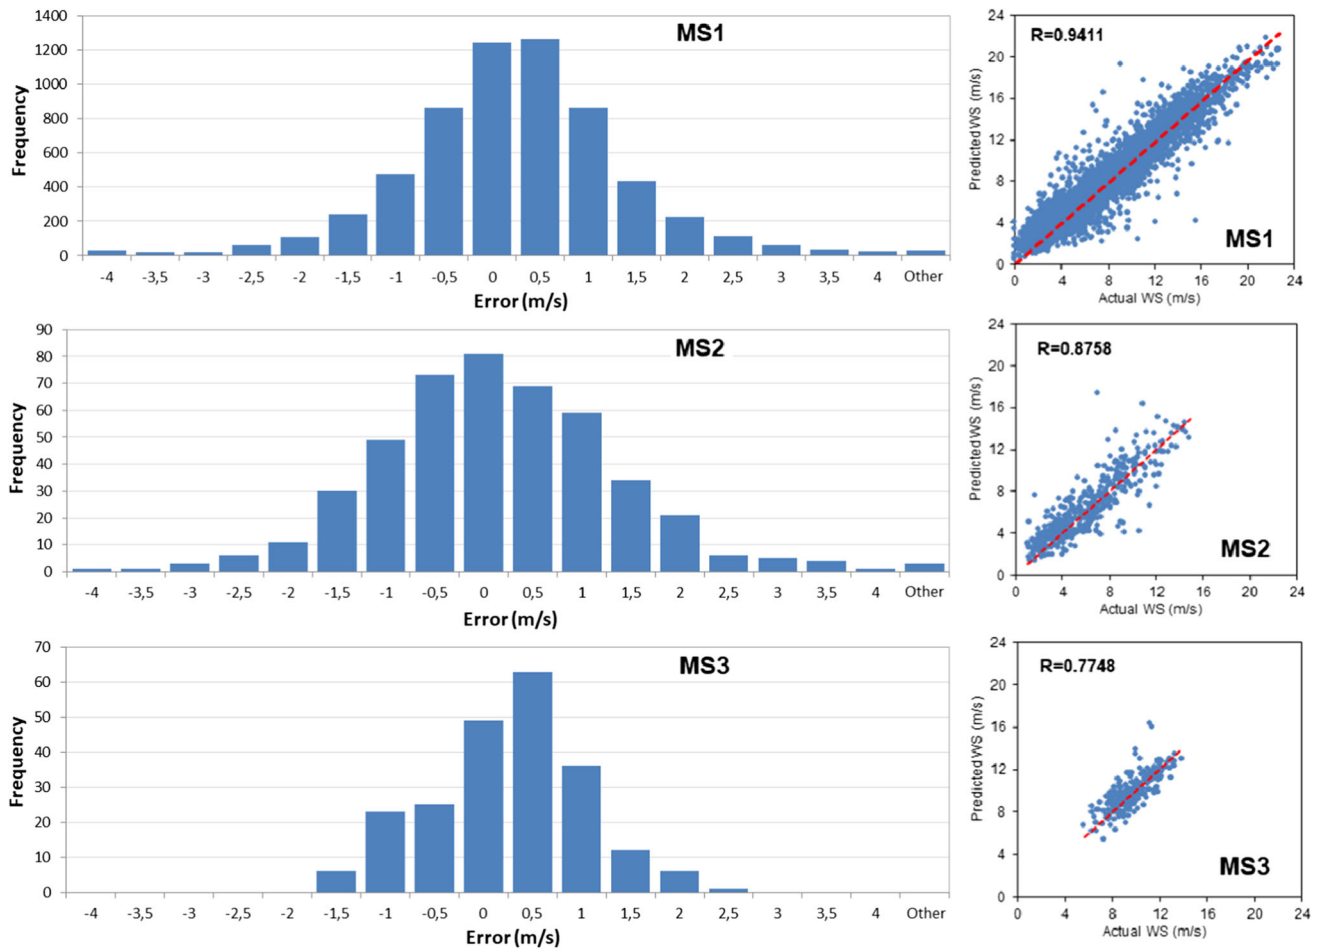 MS1
Frequency
1400
1200
1000
800
600
400
200
0
-4 -3,5 -3 -2,5 -2 -1,5 -1 -0,5 0 0,5 1 1,5 2 2,5 3 3,5 4 Other
Error (m/s)
R=0.9411
MS1
Predicted WS (m/s)
24
20
16
12
8
4
0
0 4 8 12 16 20 24
Actual WS (m/s)
MS2
Frequency
90
80
70
60
50
40
30
20
10
0
-4 -3,5 -3 -2,5 -2 -1,5 -1 -0,5 0 0,5 1 1,5 2 2,5 3 3,5 4 Other
Error (m/s)
R=0.8758
MS2
Predicted WS (m/s)
24
20
16
12
8
4
0
0 4 8 12 16 20 24
Actual WS (m/s)
MS3
Frequency
70
60
50
40
30
20
10
0
-4 -3,5 -3 -2,5 -2 -1,5 -1 -0,5 0 0,5 1 1,5 2 2,5 3 3,5 4 Other
Error (m/s)
R=0.7748
MS3
Predicted WS (m/s)
24
20
16
12
8
4
0
0 4 8 12 16 20 24
Actual WS (m/s)